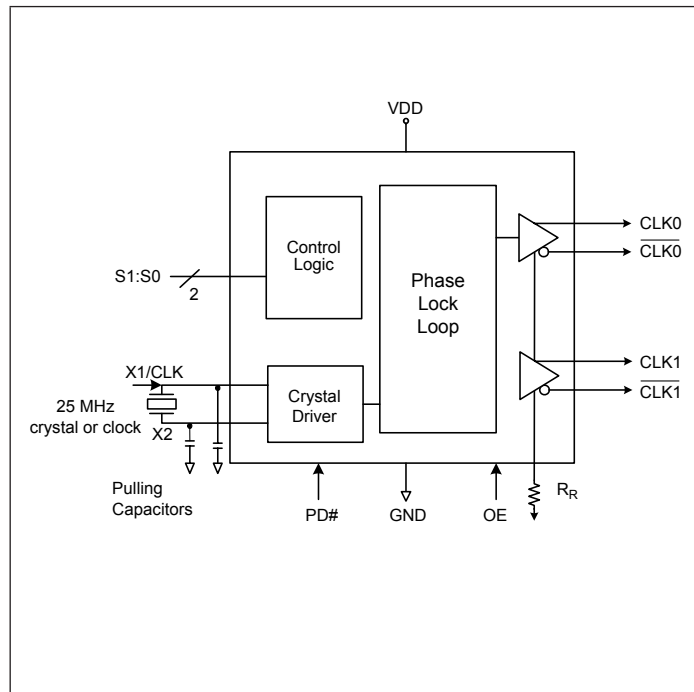 VDD
CLK0
CLK0
Control
Logic
S1:S0
2
Phase
Lock
Loop
X1/CLK
CLK1
CLK1
25 MHz
crystal or clock
X2
Crystal
Driver
Pulling
Capacitors
PD#
GND
OE
RR